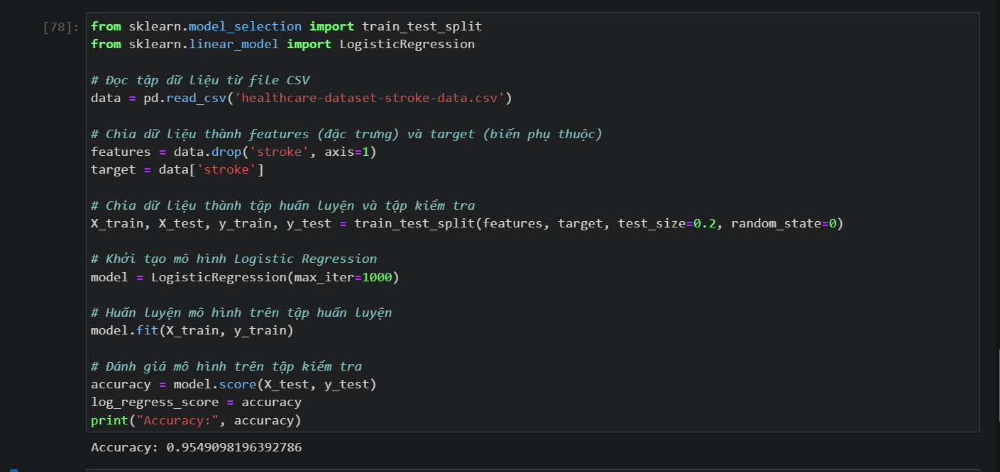 [78]:
from sklearn.model_selection import train_test_split
from sklearn.linear_model import LogisticRegression
# Đọc tập dữ liệu từ file CSV
data = pd.read_csv('healthcare-dataset-stroke-data.csv')
# Chia dữ liệu thành features (đặc trưng) và target (biến phụ thuộc)
features = data.drop('stroke', axis=1)
target = data['stroke']
# Chia dữ liệu thành tập huấn luyện và tập kiểm tra
X_train, X_test, y_train, y_test = train_test_split(features, target, test_size=0.2, random_state=0)
# Khởi tạo mô hình Logistic Regression
model = LogisticRegression(max_iter=1000)
# Huấn luyện mô hình trên tập huấn luyện
model.fit(X_train, y_train)
# Đánh giá mô hình trên tập kiểm tra
accuracy = model.score(X_test, y_test)
log_regress_score = accuracy
print("Accuracy:", accuracy)
Accuracy: 0.9549098196392786